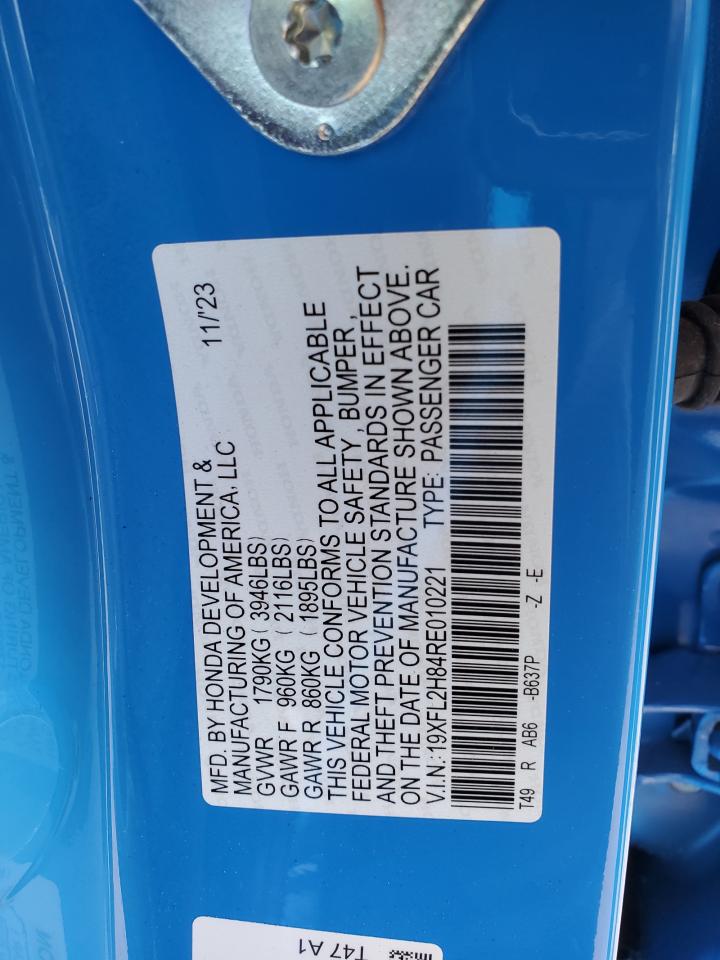 MFD. BY HONDA DEVELOPMENT & 11/'23
MANUFACTURING OF AMERICA, LLC
GVWR 1790KG (3946LBS)
GAWR F 960KG (2116LBS)
GAWR R 860KG (1895LBS)
THIS VEHICLE CONFORMS TO ALL APPLICABLE
FEDERAL MOTOR VEHICLE SAFETY, BUMPER,
AND THEFT PREVENTION STANDARDS IN EFFECT
ON THE DATE OF MANUFACTURE SHOWN ABOVE.
V.I.N: 19XFL2H84RE010221 TYPE: PASSENGER CAR
T49 R AB6 -B637P -Z -E
T47 A1